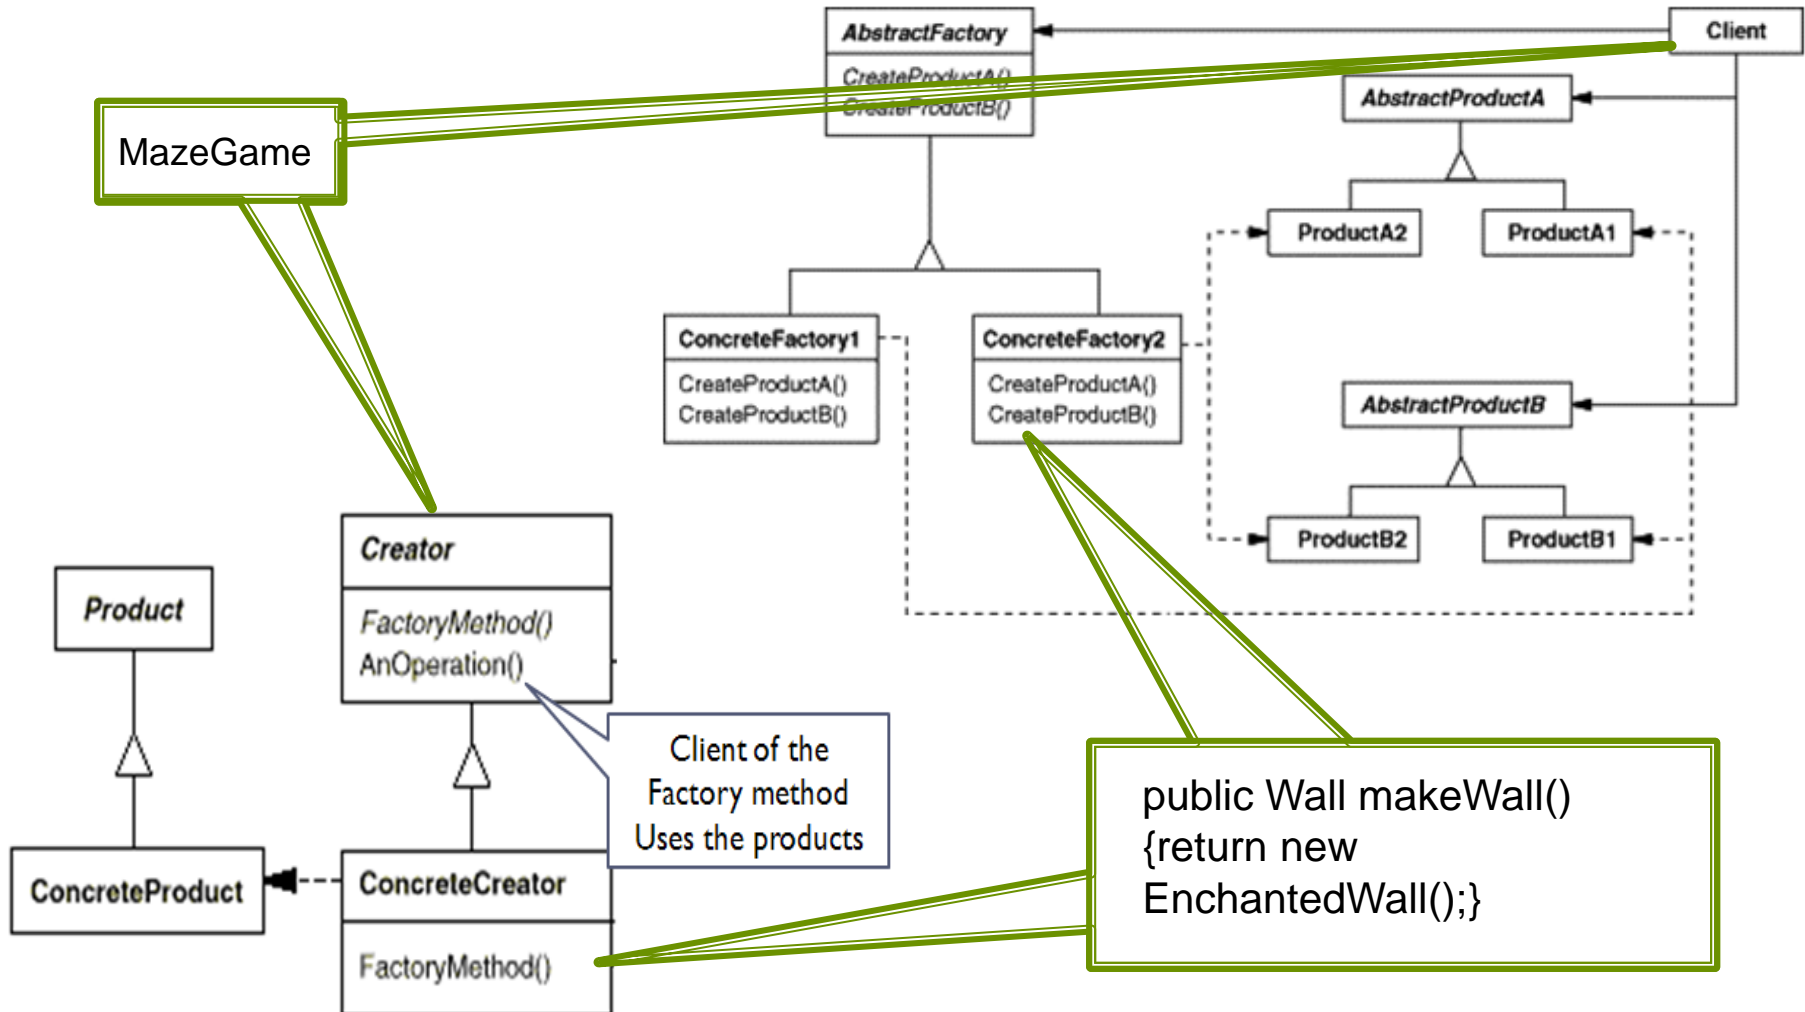 AbstractFactory
CreateProductA()
CreateProductB()
Client
AbstractProductA
ProductA2
ProductA1
MazeGame
ConcreteFactory1
CreateProductA()
CreateProductB()
ConcreteFactory2
CreateProductA()
CreateProductB()
AbstractProductB
ProductB2
ProductB1
Product
ConcreteProduct
Creator
FactoryMethod()
AnOperation()
Client of the
Factory method
Uses the products
ConcreteCreator
FactoryMethod()
public Wall makeWall()
{return new
EnchantedWall();}